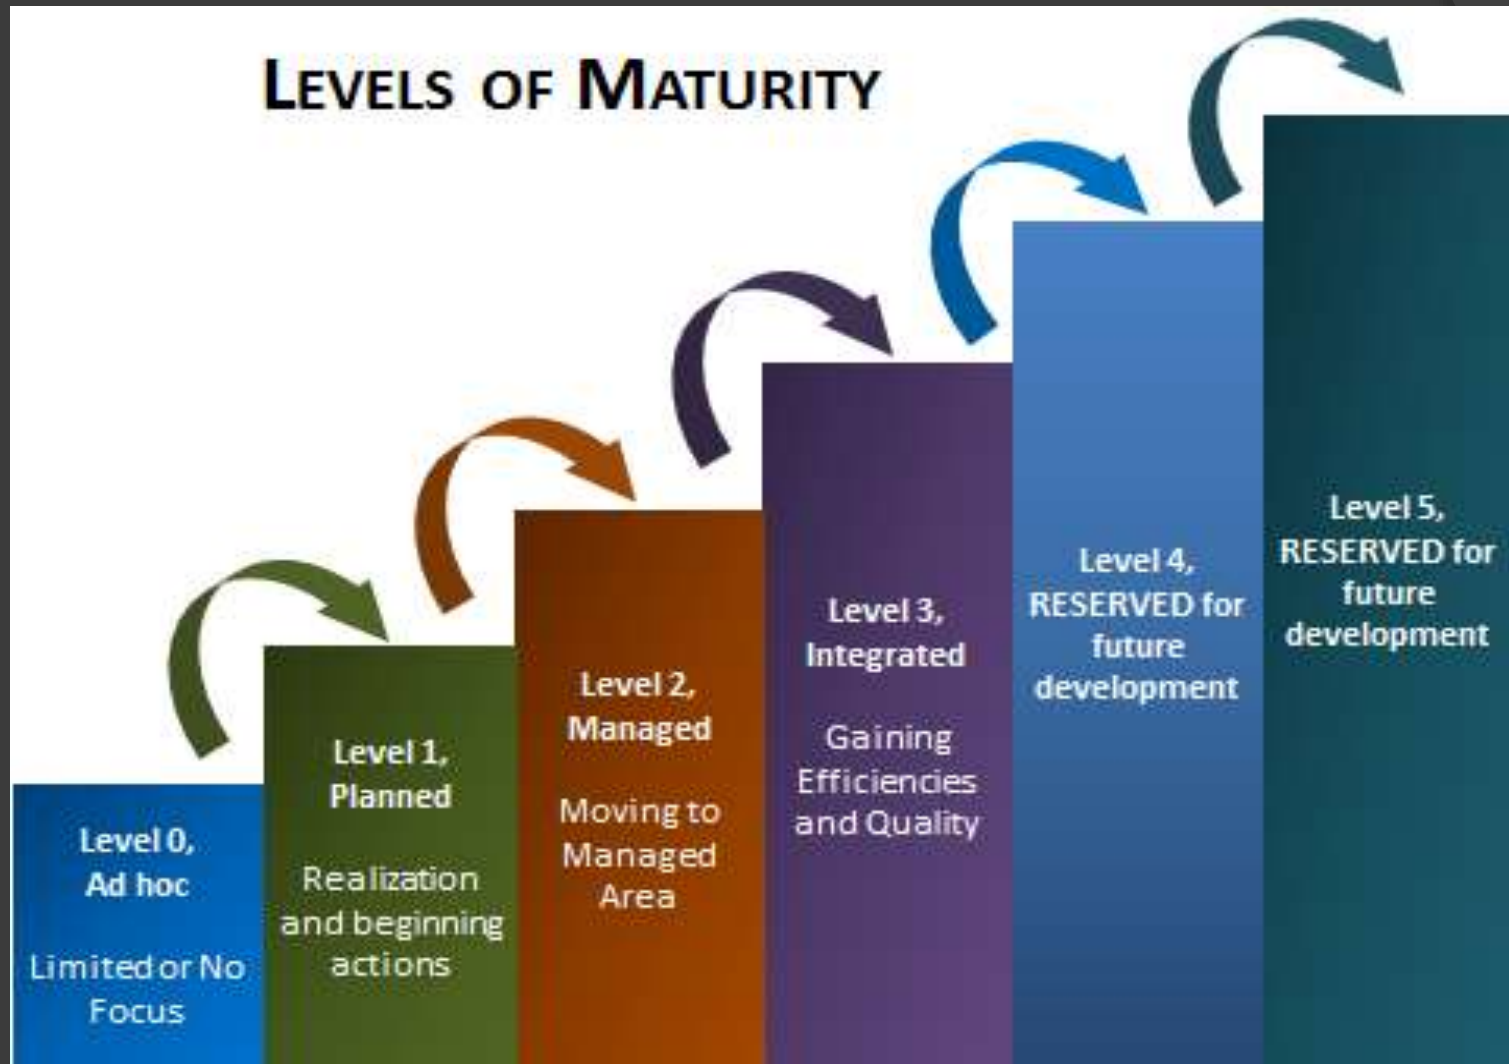 LEVELS OF MATURITY
Level 0,
Ad hoc
Limited or No
Focus
Level 1,
Planned
Realization
and beginning
actions
Level 2,
Managed
Moving to
Managed
Area
Level 3,
Integrated
Gaining
Efficiencies
and Quality
Level 4,
RESERVED for
future
development
Level 5,
RESERVED for
future
development